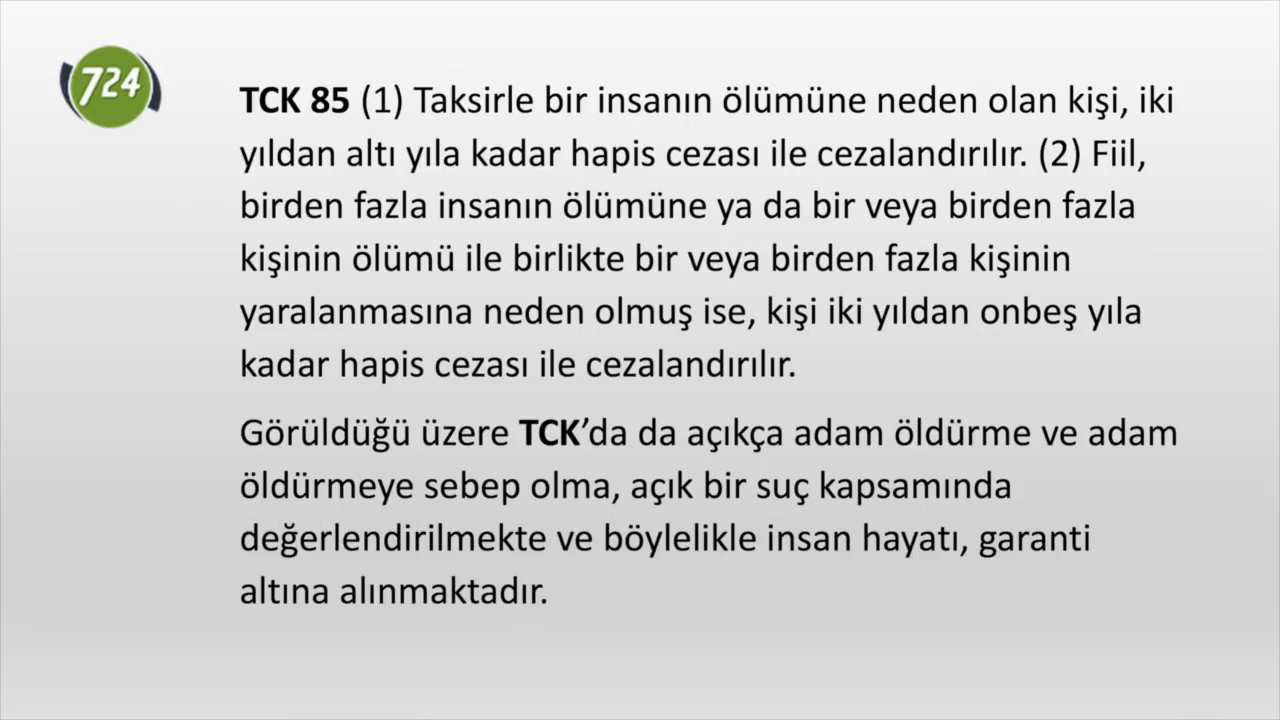 724
TCK 85 (1) Taksirle bir insanın ölümüne neden olan kişi, iki
yıldan altı yıla kadar hapis cezası ile cezalandırılır. (2) Fiil,
birden fazla insanın ölümüne ya da bir veya birden fazla
kişinin ölümü ile birlikte bir veya birden fazla kişinin
yaralanmasına neden olmuş ise, kişi iki yıldan onbeş yıla
kadar hapis cezası ile cezalandırılır.
Görüldüğü üzere TCK’da da açıkça adam öldürme ve adam
öldürmeye sebep olma, açık bir suç kapsamında
değerlendirilmekte ve böylelikle insan hayatı, garanti
altına alınmaktadır.